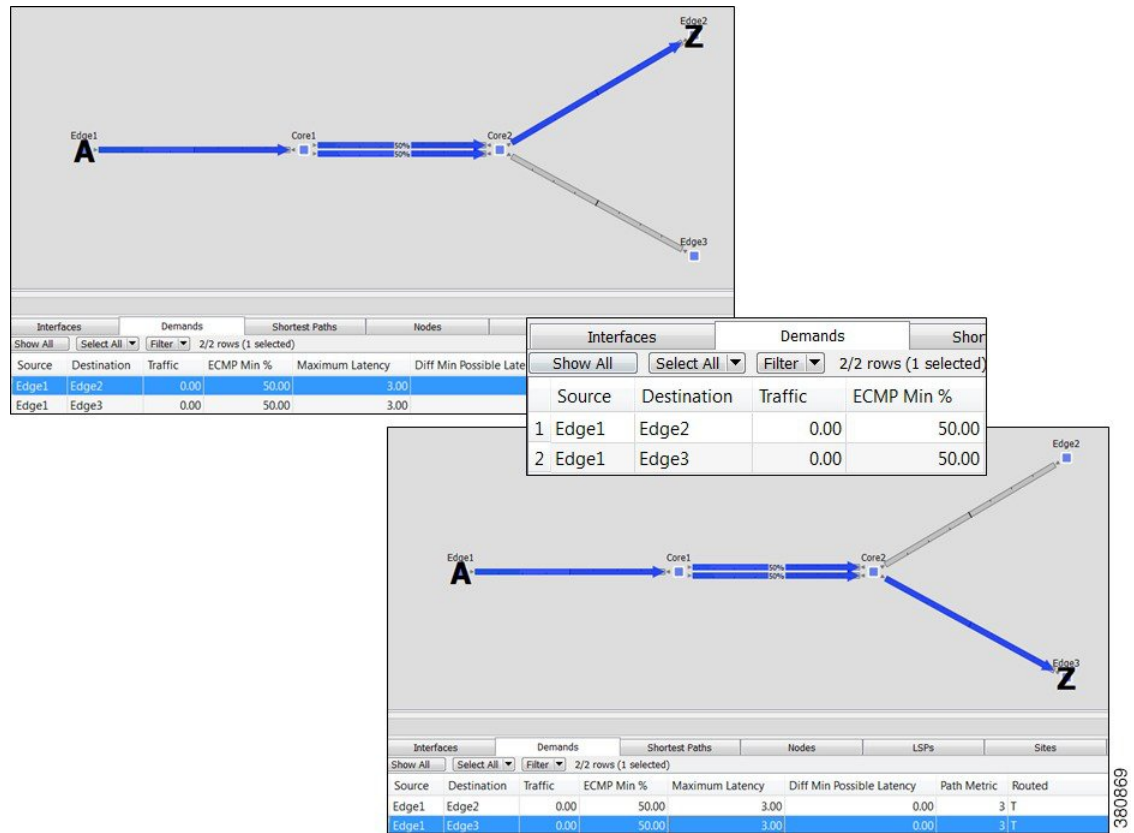 Edge2
Z
Edge1
A
Core1
50%
50%
Core2
Edge3
Interfaces Demands Shortest Paths Nodes
Show All Select All Filter 2/2 rows (1 selected)
Source Destination Traffic ECMP Min % Maximum Latency Diff Min Possible Late
Edge1 Edge2 0.00 50.00 3.00
Edge1 Edge3 0.00 50.00 3.00
Interfaces Demands Shor
Show All Select All Filter 2/2 rows (1 selected)
Source Destination Traffic ECMP Min %
1 Edge1 Edge2 0.00 50.00
2 Edge1 Edge3 0.00 50.00
Edge2
Edge1
A
Core1
50%
50%
Core2
Edge3
Z
Interfaces Demands Shortest Paths Nodes LSPs Sites
Show All Select All Filter 2/2 rows (1 selected)
Source Destination Traffic ECMP Min % Maximum Latency Diff Min Possible Latency Path Metric Routed
Edge1 Edge2 0.00 50.00 3.00 0.00 3 T
Edge1 Edge3 0.00 50.00 3.00 0.00 3 T
380869